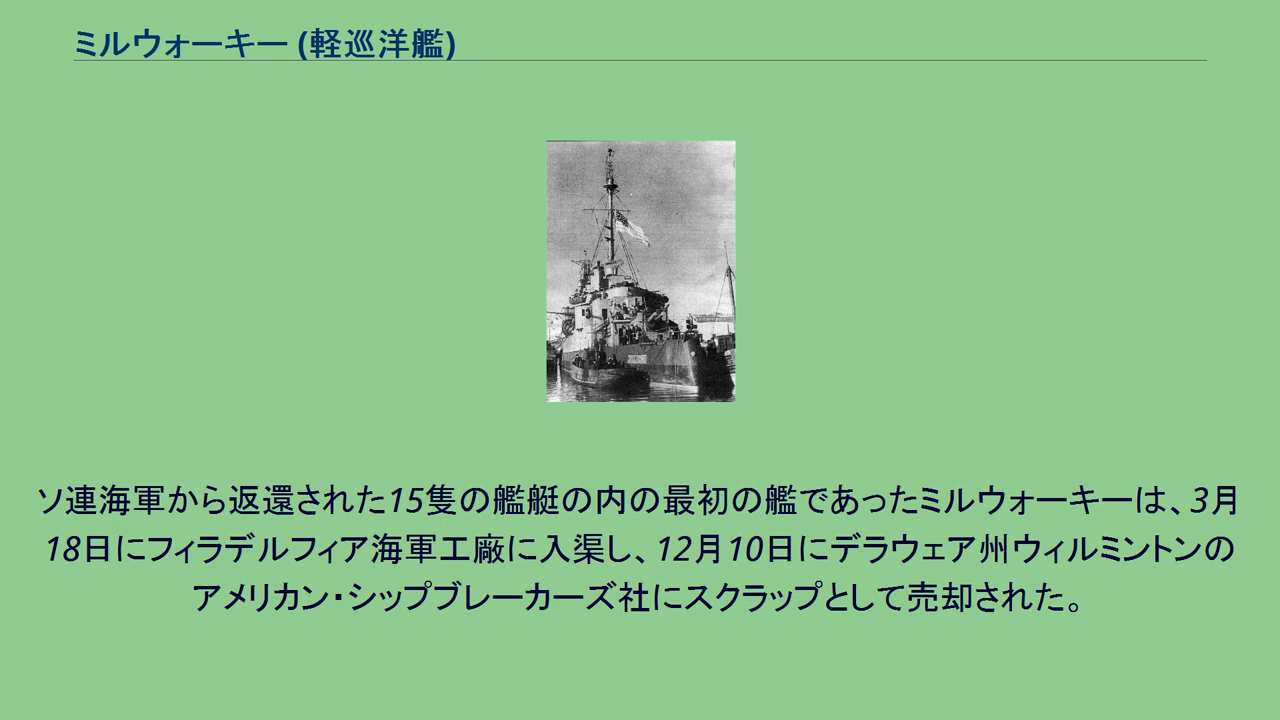 ミルウォーキー (軽巡洋艦)
ソ連海軍から返還された15隻の艦艇の内の最初の艦であったミルウォーキーは、3月
18日にフィラデルフィア海軍工廠に入渠し、12月10日にデラウェア州ウィルミントンの
アメリカン・シップブレーカーズ社にスクラップとして売却された。